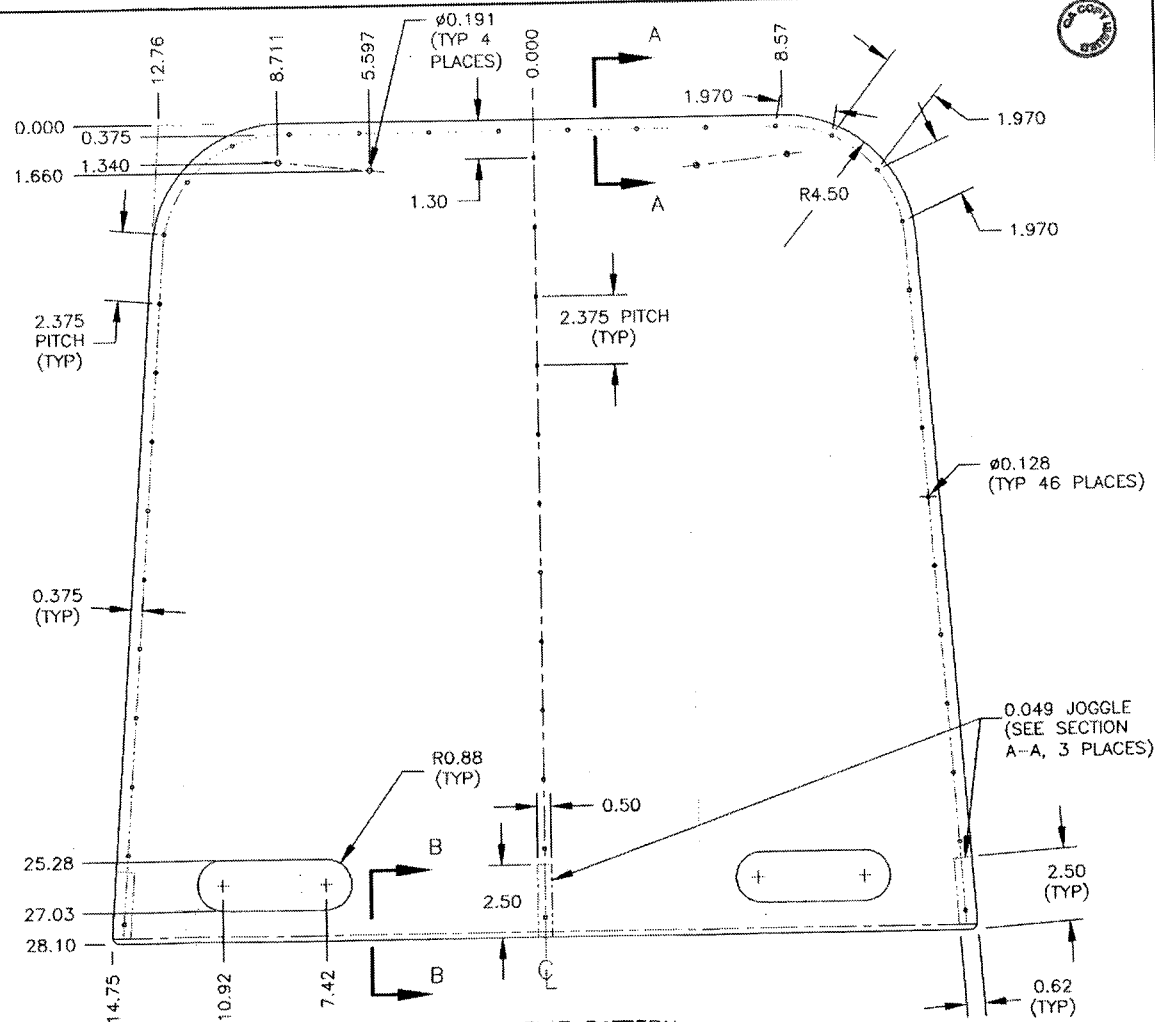 12.76
8.711
5.597
ø0.191
(TYP 4
PLACES)
0.000
A
8.57
1.970
1.970
0.000
0.375
1.340
1.660
1.30
A
R4.50
1.970
2.375
PITCH
(TYP)
2.375 PITCH
(TYP)
ø0.128
(TYP 46 PLACES)
0.375
(TYP)
0.049 JOGGLE
(SEE SECTION
A-A, 3 PLACES)
R0.88
(TYP)
0.50
25.28
B
2.50
2.50
(TYP)
27.03
28.10
14.75
10.92
7.42
B
CL
0.62
(TYP)